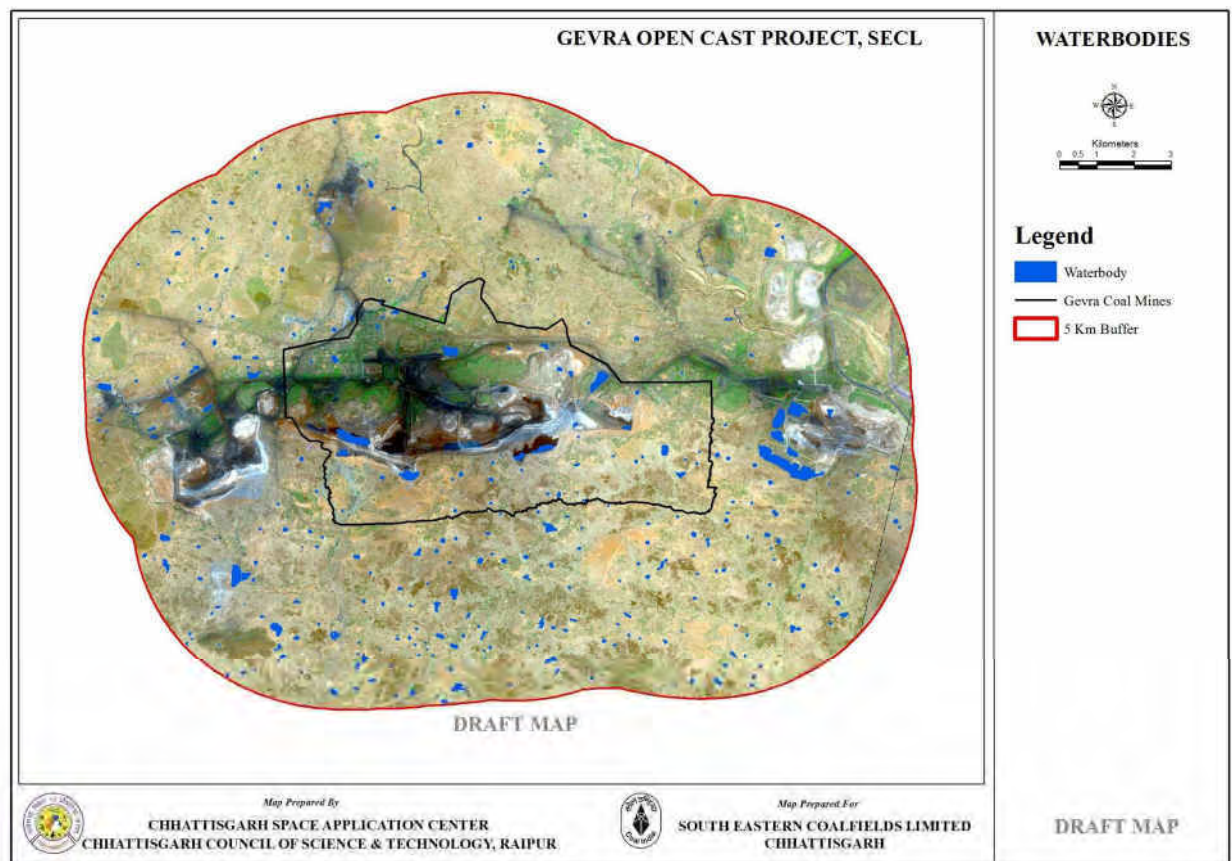 GEVRA OPEN CAST PROJECT, SECL
DRAFT MAP
WATERBODIES
N
W E
S
Kilometers
0 0.5 1 2 3
Legend
Waterbody
Gevra Coal Mines
5 Km Buffer
Map Prepared By
CHHATTISGARH SPACE APPLICATION CENTER
CHHATTISGARH COUNCIL OF SCIENCE & TECHNOLOGY, RAIPUR
Coal India
Map Prepared For
SOUTH EASTERN COALFIELDS LIMITED
CHHATTISGARH
DRAFT MAP